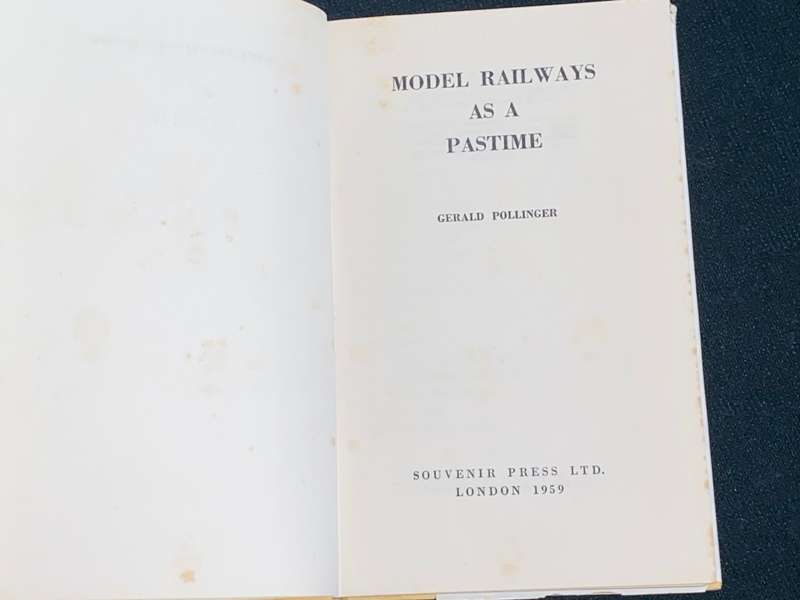 MODEL RAILWAYS
AS A
PASTIME
GERALD POLLINGER
SOUVENIR PRESS LTD.
LONDON 1959